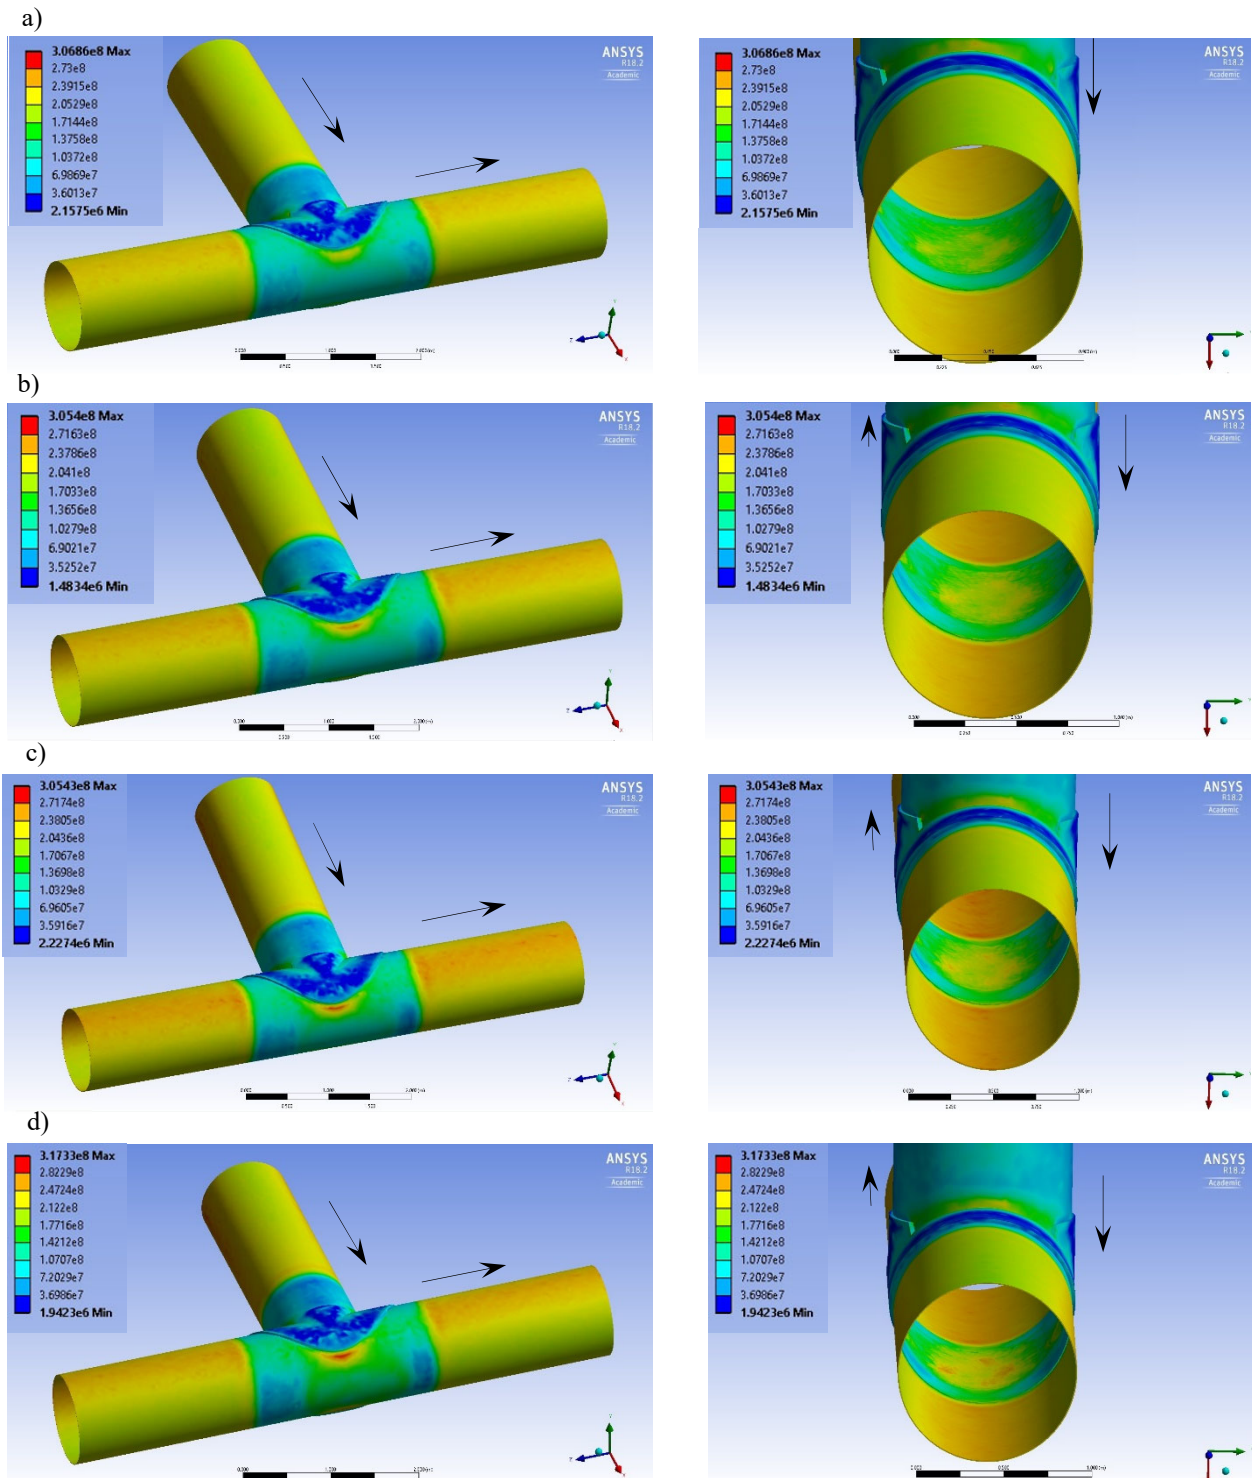 a)
3.0686e8 Max
2.73e8
2.3915e8
2.0529e8
1.7144e8
1.3758e8
1.0372e8
6.9869e7
3.6013e7
2.1575e6 Min
ANSYS
R18.2
Academic
3.0686e8 Max
2.73e8
2.3915e8
2.0529e8
1.7144e8
1.3758e8
1.0372e8
6.9869e7
3.6013e7
2.1575e6 Min
ANSYS
R18.2
Academic
b)
3.054e8 Max
2.7163e8
2.3786e8
2.041e8
1.7033e8
1.3656e8
1.0279e8
6.9021e7
3.5252e7
1.4834e6 Min
ANSYS
R18.2
Academic
3.054e8 Max
2.7163e8
2.3786e8
2.041e8
1.7033e8
1.3656e8
1.0279e8
6.9021e7
3.5252e7
1.4834e6 Min
ANSYS
R18.2
Academic
c)
3.0543e8 Max
2.7174e8
2.3805e8
2.0436e8
1.7067e8
1.3698e8
1.0329e8
6.9605e7
3.5916e7
2.2274e6 Min
ANSYS
R18.2
Academic
3.0543e8 Max
2.7174e8
2.3805e8
2.0436e8
1.7067e8
1.3698e8
1.0329e8
6.9605e7
3.5916e7
2.2274e6 Min
ANSYS
R18.2
Academic
d)
3.1733e8 Max
2.8229e8
2.4724e8
2.122e8
1.7716e8
1.4212e8
1.0707e8
7.2029e7
3.6986e7
1.9423e6 Min
ANSYS
R18.2
Academic
3.1733e8 Max
2.8229e8
2.4724e8
2.122e8
1.7716e8
1.4212e8
1.0707e8
7.2029e7
3.6986e7
1.9423e6 Min
ANSYS
R18.2
Academic